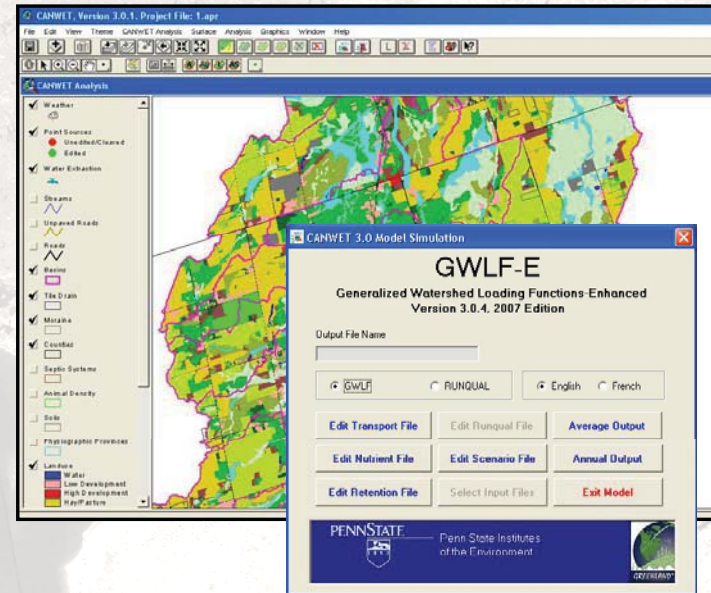 CANWET, Version 3.0.1. Project File: 1.apr
File Edit View Theme CANWET Analysis Surface Analysis Graphics Window Help
CANWET Analysis
Weather
Point Sources
Unedited/Cleared
Edited
Water Extraction
Streams
Unpaved Roads
Roads
Basins
Tile Drain
Moraine
Counties
Septic Systems
Animal Density
Soils
Physiographic Provinces
Landuse
Water
Low Development
High Development
Hay/Pasture
CANWET 3.0 Model Simulation
GWLF-E
Generalized Watershed Loading Functions-Enhanced
Version 3.0.4, 2007 Edition
Output File Name
GWLF RUNQUAL English French
Edit Transport File Edit Runqual File Average Output
Edit Nutrient File Edit Scenario File Annual Output
Edit Retention File Select Input Files Exit Model
PENNSTATE
Penn State Institutes
of the Environment
GREENLAND